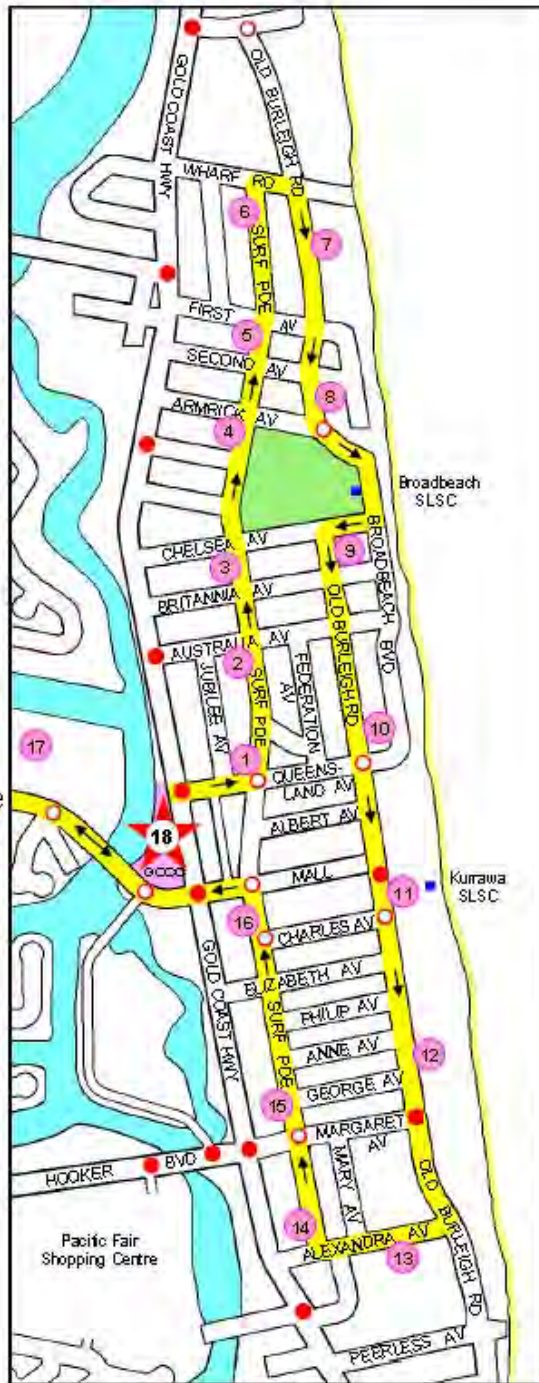 OLD BURLEIGH RD
GOLD COAST HWY
WHARF RD
6
7
SURF PDE
FIRST AV
5
SECOND AV
8
ARMRICK AV
4
Broadbeach
SLSC
BROADBEACH BVD
CHELSEA AV
9
3
BRITANNIA AV
OLD BURLEIGH RD
AUSTRALIA AV
2
JUBILEE AV
SURF PDE
FEDERATION AV
17
10
1
QUEENS-
LAND AV
18
ALBERT AV
MALL
11
Kurrawa
SLSC
16
CHARLES AV
GOLD COAST HWY
ELIZABETH AV
PHILIP AV
SURF PDE
ANNE AV
12
GEORGE AV
15
MARGARET AV
HOOKER BVD
MARY AV
OLD BURLEIGH RD
14
Pacific Fair
Shopping Centre
ALEXANDRA AV
13
PEERLESS AV